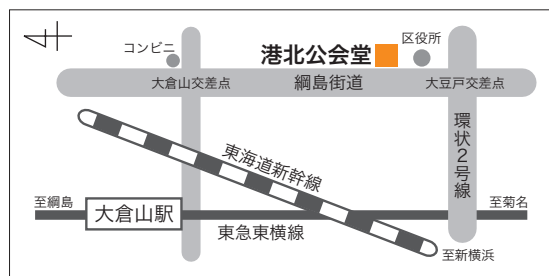 コンビニ
港北公会堂
区役所
大倉山交差点
綱島街道
大豆戸交差点
東海道新幹線
環状2号線
至綱島
大倉山駅
東急東横線
至菊名
至新横浜